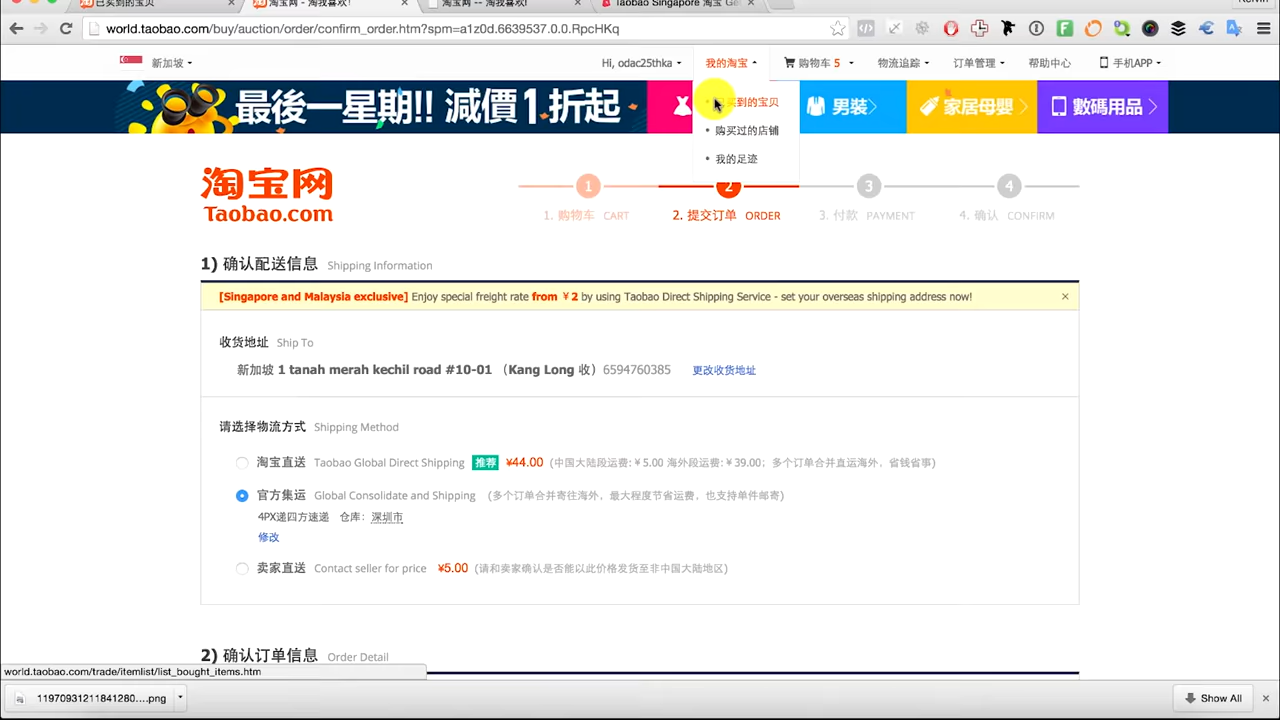 已买到的宝贝
淘宝网 - 淘我喜欢!
淘宝网 -- 淘我喜欢!
Taobao Singapore 淘宝
Kelvin
world.taobao.com/buy/auction/order/confirm_order.htm?spm=a1z0d.6639537.0.0.RpcHKq
新加坡
Hi, odac25thka
我的淘宝
购物车 5
物流追踪
订单管理
帮助中心
手机APP
最後一星期!! 減價1折起
男裝
家居母嬰
數碼用品
买到的宝贝
购买过的店铺
我的足迹
淘宝网
Taobao.com
1 2 3 4
1. 购物车 CART
2. 提交订单 ORDER
3. 付款 PAYMENT
4. 确认 CONFIRM
1) 确认配送信息 Shipping Information
[Singapore and Malaysia exclusive] Enjoy special freight rate from ￥2 by using Taobao Direct Shipping Service - set your overseas shipping address now!
收货地址 Ship To
新加坡 1 tanah merah kechil road #10-01 （Kang Long 收）6594760385 更改收货地址
请选择物流方式 Shipping Method
淘宝直送 Taobao Global Direct Shipping 推荐 ¥44.00 (中国大陆段运费:￥5.00 海外段运费:￥39.00；多个订单合并直运海外，省钱省事)
官方集运 Global Consolidate and Shipping (多个订单合并寄往海外，最大程度节省运费，也支持单件邮寄)
4PX递四方速递 仓库：深圳市
修改
卖家直送 Contact seller for price ¥5.00 (请和卖家确认是否能以此价格发货至非中国大陆地区)
2) 确认订单信息 Order Detail
world.taobao.com/trade/itemlist/list_bought_items.htm
11970931211841280....png
Show All